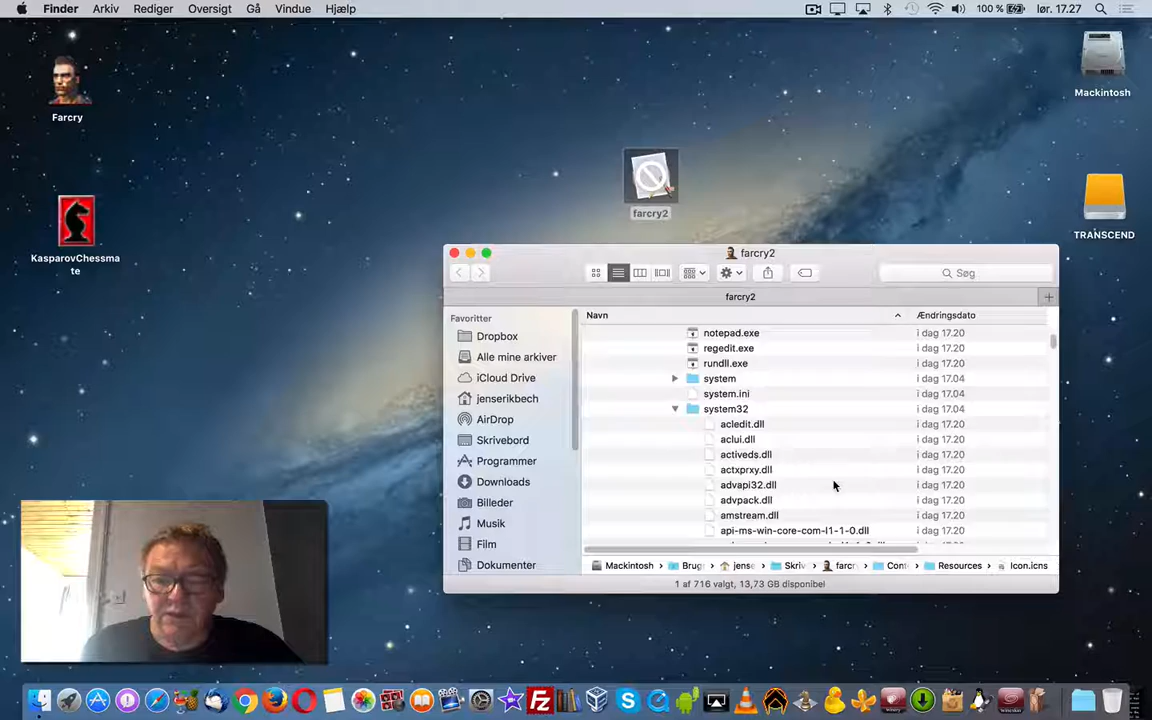 Finder Arkiv Rediger Oversigt Gå Vindue Hjælp 100 % lør. 17.27
Farcry
KasparovChessma
te
farcry2
Mackintosh
TRANSCEND
farcry2
Søg
farcry2
Favoritter
Dropbox
Alle mine arkiver
iCloud Drive
jenserikbech
AirDrop
Skrivebord
Programmer
Downloads
Billeder
Musik
Film
Dokumenter
Navn Ændringsdato
notepad.exe i dag 17.20
regedit.exe i dag 17.20
rundll.exe i dag 17.20
system i dag 17.04
system.ini i dag 17.04
system32 i dag 17.04
acledit.dll i dag 17.20
aclui.dll i dag 17.20
activeds.dll i dag 17.20
actxprxy.dll i dag 17.20
advapi32.dll i dag 17.20
advpack.dll i dag 17.20
amstream.dll i dag 17.20
api-ms-win-core-com-l1-1-0.dll i dag 17.20
Mackintosh Brug jense Skriv farcry Cont Resources Icon.icns
1 af 716 valgt, 13,73 GB disponibel